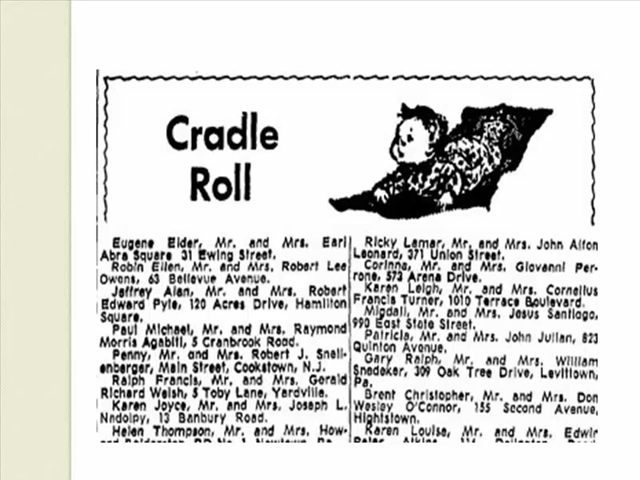 Cradle
Roll
Eugene Elder, Mr. and Mrs. Earl
Abra Square 31 Ewing Street.
Robin Ellen, Mr. and Mrs. Robert Lee
Owens, 63 Bellevue Avenue.
Jeffrey Alan, Mr. and Mrs. Robert
Edward Pyle, 120 Acres Drive, Hamilton
Square.
Paul Michael, Mr. and Mrs. Raymond
Morris Agabiti, 5 Cranbrook Road.
Penny, Mr. and Mrs. Robert J. Snell-
enberger, Main Street, Cookstown, N.J.
Ralph Francis, Mr. and Mrs. Gerald
Richard Welsh, 5 Toby Lane, Yardville.
Karen Joyce, Mr. and Mrs. Joseph L.
Nadolpy, 13 Banbury Road.
Helen Thompson, Mr. and Mrs. How-
Ricky Lamar, Mr. and Mrs. John Alton
Leonard, 371 Union Street.
Corinna, Mr. and Mrs. Giovanni Per-
rone, 573 Arena Drive.
Karen Leigh, Mr. and Mrs. Cornelius
Francis Turner, 1010 Terrace Boulevard.
Migdall, Mr. and Mrs. Jesus Santiago,
990 East State Street.
Patricia, Mr. and Mrs. John Julian, 823
Quinton Avenue.
Gary Ralph, Mr. and Mrs. William
Snedeker, 309 Oak Tree Drive, Levittown,
Pa.
Brent Christopher, Mr. and Mrs. Don
Wesley O'Connor, 155 Second Avenue,
Hightstown.
Karen Louise, Mr. and Mrs. Edwin